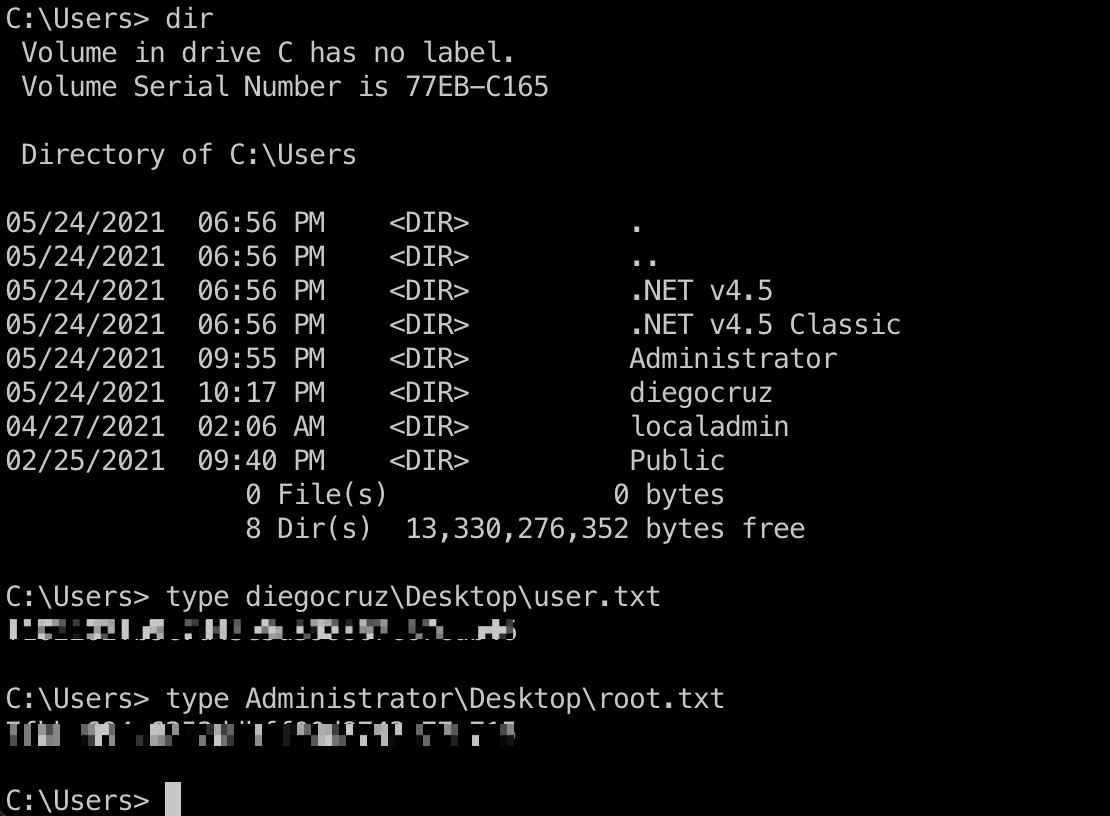 C:\Users> dir
Volume in drive C has no label.
Volume Serial Number is 77EB-C165
Directory of C:\Users
05/24/2021 06:56 PM <DIR> .
05/24/2021 06:56 PM <DIR> ..
05/24/2021 06:56 PM <DIR> .NET v4.5
05/24/2021 06:56 PM <DIR> .NET v4.5 Classic
05/24/2021 09:55 PM <DIR> Administrator
05/24/2021 10:17 PM <DIR> diegocruz
04/27/2021 02:06 AM <DIR> localadmin
02/25/2021 09:40 PM <DIR> Public
0 File(s) 0 bytes
8 Dir(s) 13,330,276,352 bytes free
C:\Users> type diegocruz\Desktop\user.txt
C:\Users> type Administrator\Desktop\root.txt
C:\Users>